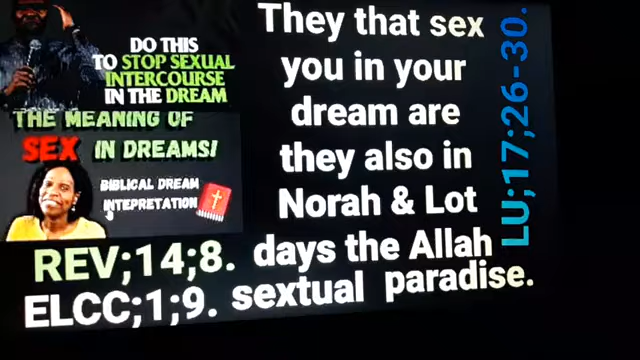 DO THIS
TO STOP SEXUAL
INTERCOURSE
IN THE DREAM
THE MEANING OF
SEX IN DREAMS!
BIBLICAL DREAM
INTEPRETATION
They that sex
you in your
dream are
they also in
Norah & Lot
days the Allah
sextual paradise.
LU;17;26-30.
REV;14;8.
ELCC;1;9.